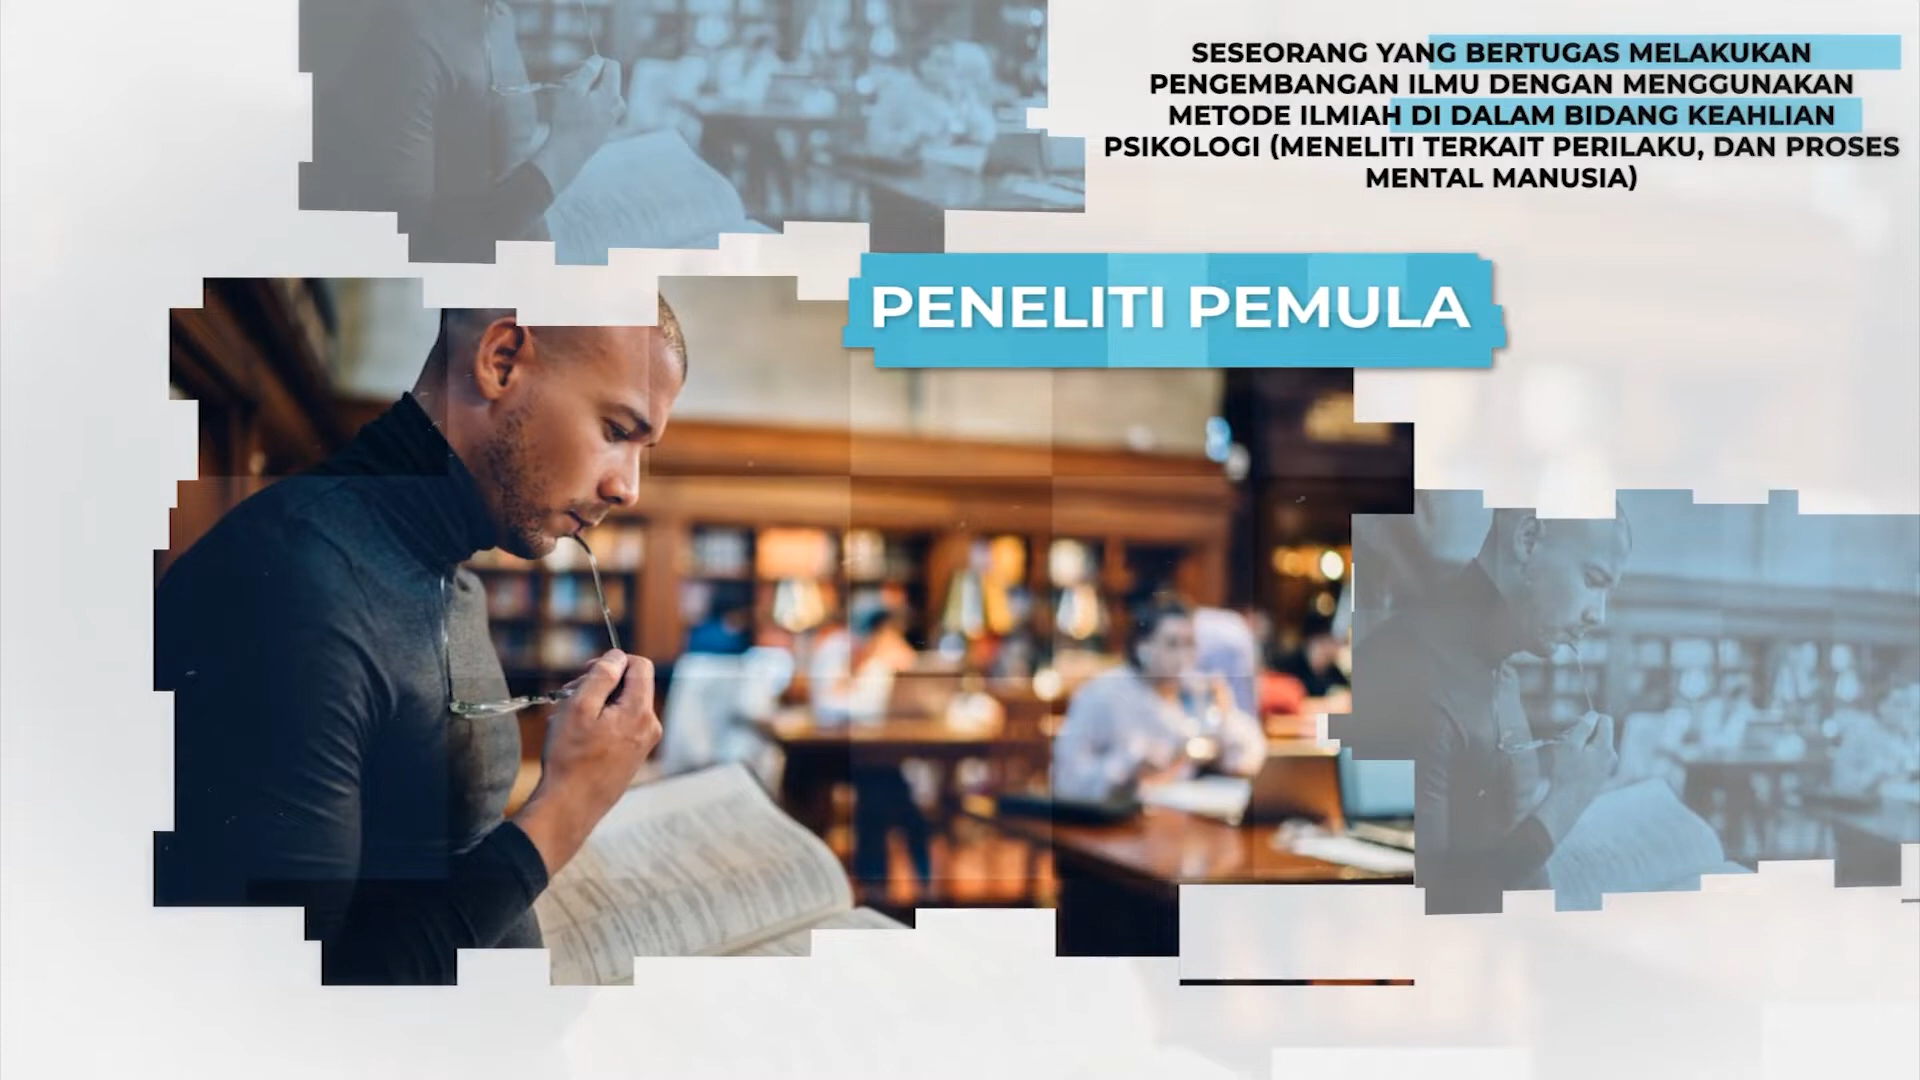 SESEORANG YANG BERTUGAS MELAKUKAN
PENGEMBANGAN ILMU DENGAN MENGGUNAKAN
METODE ILMIAH DI DALAM BIDANG KEAHLIAN
PSIKOLOGI (MENELITI TERKAIT PERILAKU, DAN PROSES
MENTAL MANUSIA)
PENELITI PEMULA